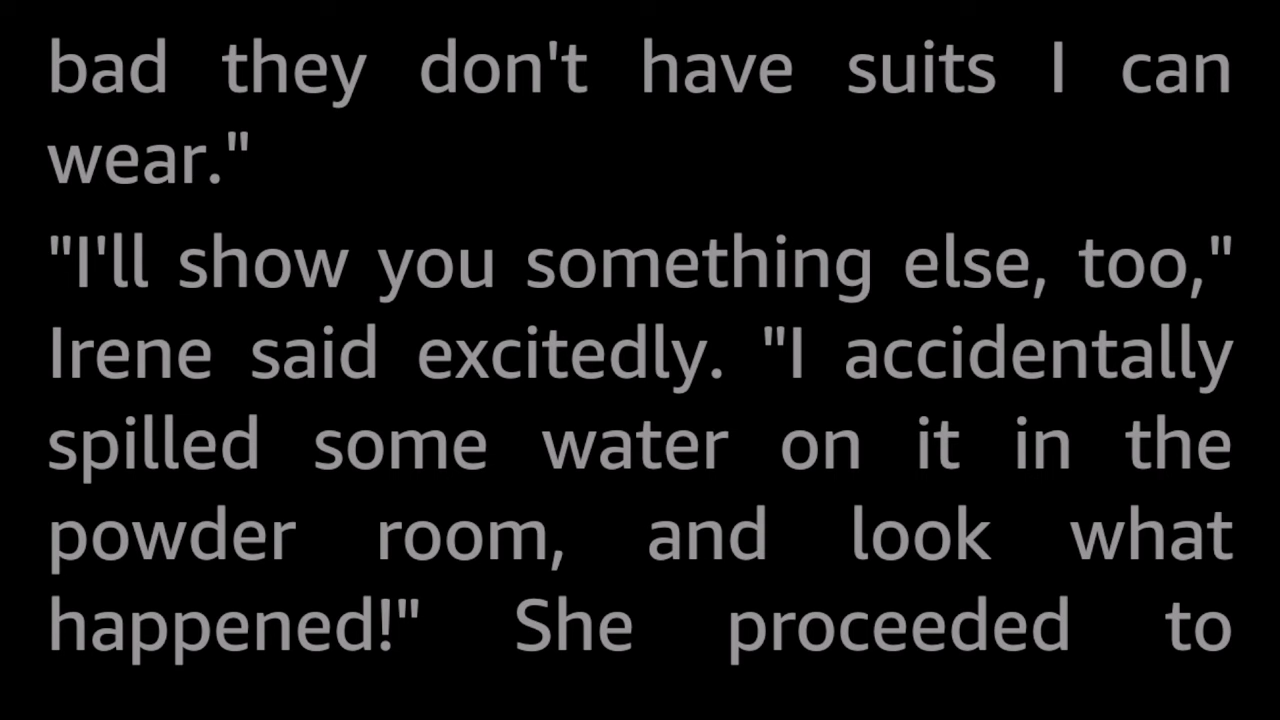 bad they don't have suits I can
wear."
"I'll show you something else, too,"
Irene said excitedly. "I accidentally
spilled some water on it in the
powder room, and look what
happened!" She proceeded to